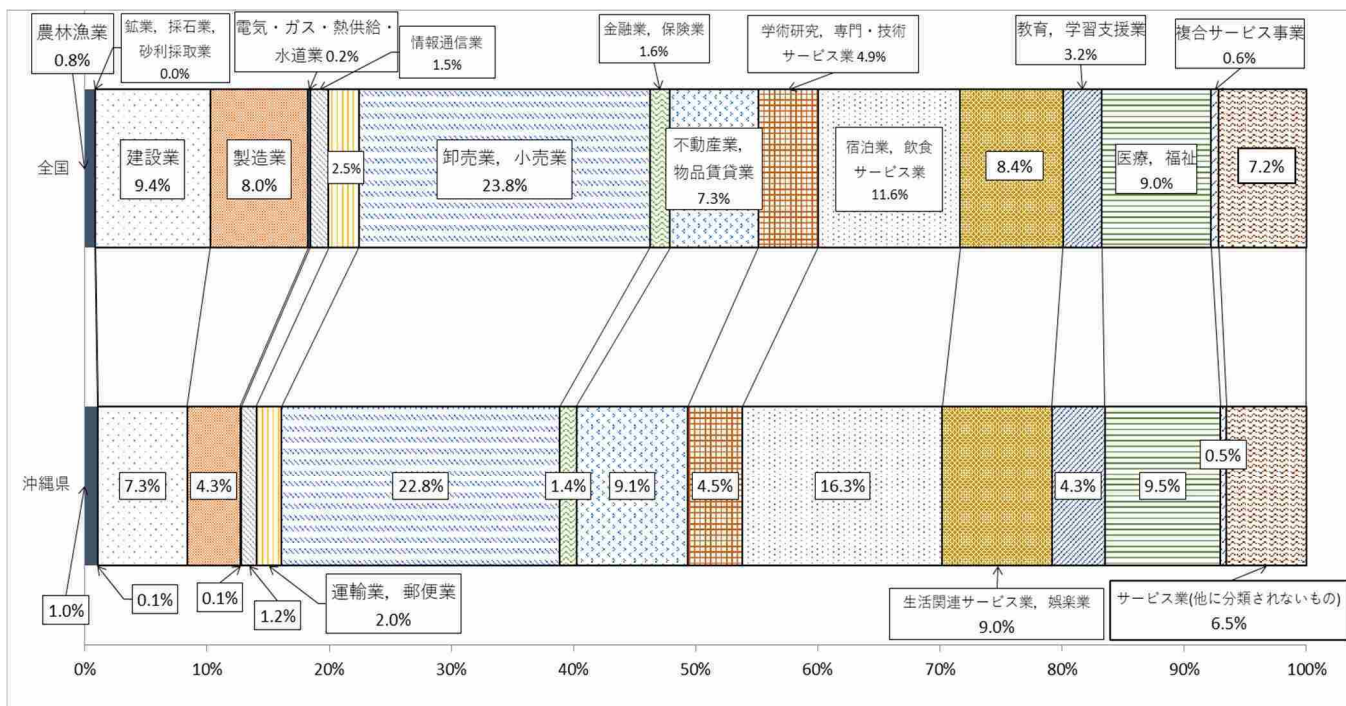 農林漁業
0.8%
鉱業，採石業，
砂利採取業
0.0%
電気・ガス・熱供給・
水道業 0.2%
情報通信業
1.5%
金融業，保険業
1.6%
学術研究，専門・技術
サービス業 4.9%
教育，学習支援業
3.2%
複合サービス事業
0.6%
全国
建設業
9.4%
製造業
8.0%
2.5%
卸売業，小売業
23.8%
不動産業，
物品賃貸業
7.3%
宿泊業，飲食
サービス業
11.6%
8.4%
医療，福祉
9.0%
7.2%
沖縄県
7.3%
4.3%
22.8%
1.4%
9.1%
4.5%
16.3%
4.3%
9.5%
0.5%
1.0%
0.1%
0.1%
1.2%
運輸業，郵便業
2.0%
生活関連サービス業，娯楽業
9.0%
サービス業(他に分類されないもの)
6.5%
0%
10%
20%
30%
40%
50%
60%
70%
80%
90%
100%